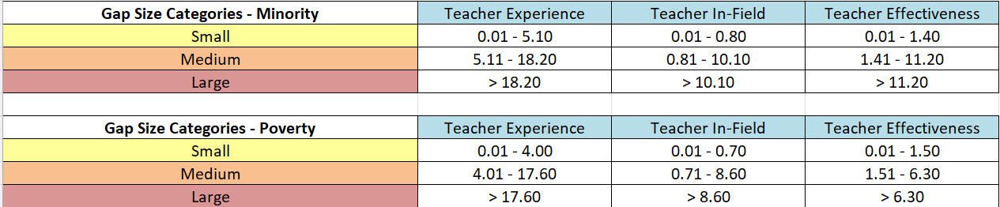 Gap Size Categories - Minority Teacher Experience Teacher In-Field Teacher Effectiveness
Small 0.01 - 5.10 0.01 - 0.80 0.01 - 1.40
Medium 5.11 - 18.20 0.81 - 10.10 1.41 - 11.20
Large > 18.20 > 10.10 > 11.20
Gap Size Categories - Poverty Teacher Experience Teacher In-Field Teacher Effectiveness
Small 0.01 - 4.00 0.01 - 0.70 0.01 - 1.50
Medium 4.01 - 17.60 0.71 - 8.60 1.51 - 6.30
Large > 17.60 > 8.60 > 6.30